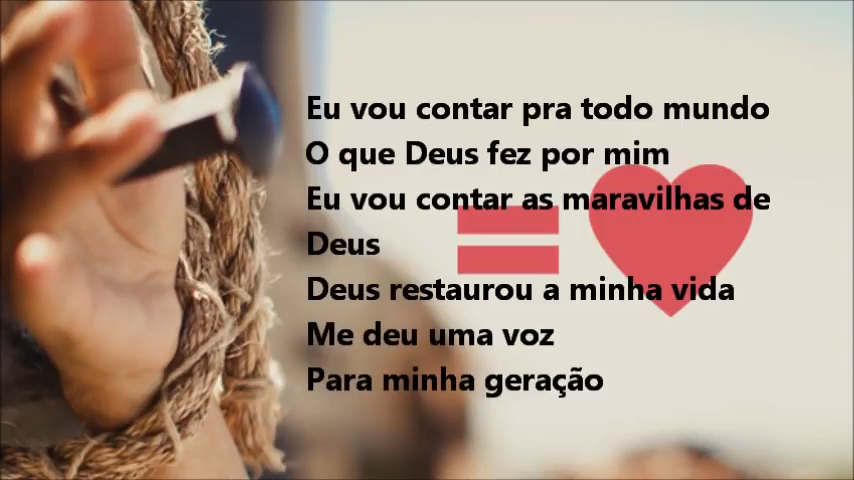 Eu vou contar pra todo mundo
O que Deus fez por mim
Eu vou contar as maravilhas de
Deus
Deus restaurou a minha vida
Me deu uma voz
Para minha geração